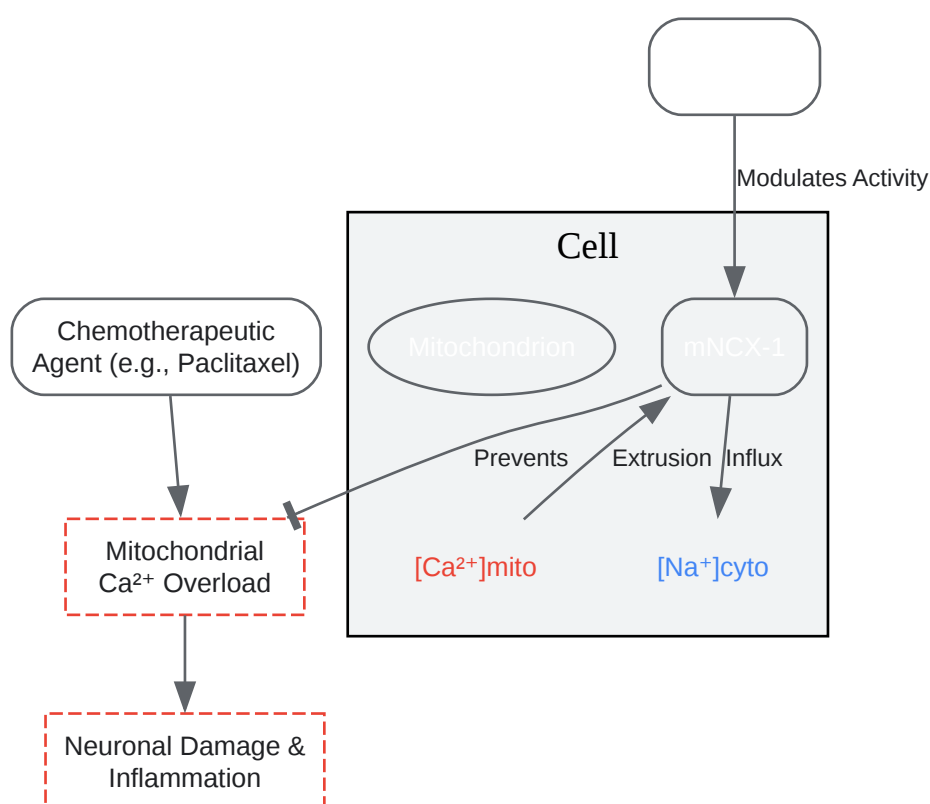 Modulates Activity
Cell
Chemotherapeutic
Agent (e.g., Paclitaxel)
Mitochondrion
mNCX-1
Prevents
Extrusion
Influx
Mitochondrial
Ca²⁺ Overload
[Ca²⁺]mito
[Na⁺]cyto
Neuronal Damage &
Inflammation